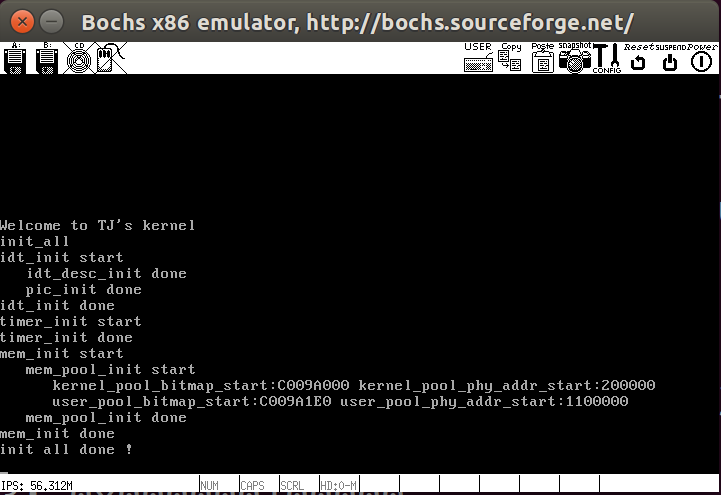 Bochs x86 emulator, http://bochs.sourceforge.net/
A: B: CD USER Copy Paste snapshot CONFIG Reset SUSPEND Power
Welcome to TJ's kernel
init_all
idt_init start
idt_desc_init done
pic_init done
idt_init done
timer_init start
timer_init done
mem_init start
mem_pool_init start
kernel_pool_bitmap_start:C009A000 kernel_pool_phy_addr_start:200000
user_pool_bitmap_start:C009A1E0 user_pool_phy_addr_start:1100000
mem_pool_init done
mem_init done
init all done !
IPS: 56.312M NUM CAPS SCRL HD:0-M